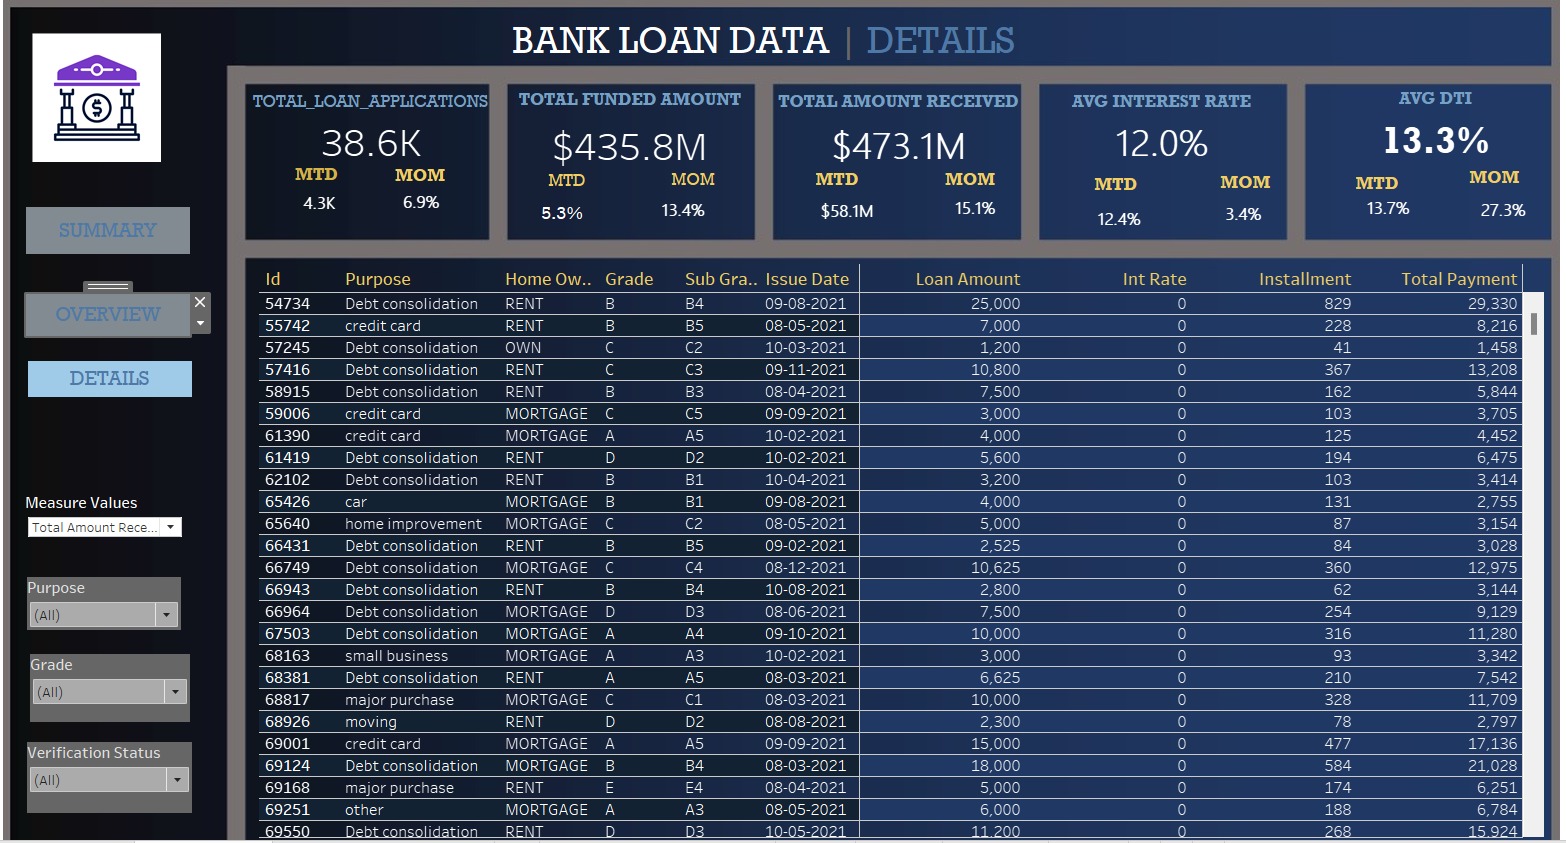 BANK LOAN DATA | DETAILS
$
TOTAL_LOAN_APPLICATIONS
38.6K
MTD MOM
4.3K 6.9%
TOTAL FUNDED AMOUNT
$435.8M
MTD MOM
5.3% 13.4%
TOTAL AMOUNT RECEIVED
$473.1M
MTD MOM
$58.1M 15.1%
AVG INTEREST RATE
12.0%
MTD MOM
12.4% 3.4%
AVG DTI
13.3%
MTD MOM
13.7% 27.3%
SUMMARY
OVERVIEW
DETAILS
Measure Values
Total Amount Rece...
Purpose
(All)
Grade
(All)
Verification Status
(All)
Id Purpose Home Ow.. Grade Sub Gra.. Issue Date Loan Amount Int Rate Installment Total Payment
54734 Debt consolidation RENT B B4 09-08-2021 25,000 0 829 29,330
55742 credit card RENT B B5 08-05-2021 7,000 0 228 8,216
57245 Debt consolidation OWN C C2 10-03-2021 1,200 0 41 1,458
57416 Debt consolidation RENT C C3 09-11-2021 10,800 0 367 13,208
58915 Debt consolidation RENT B B3 08-04-2021 7,500 0 162 5,844
59006 credit card MORTGAGE C C5 09-09-2021 3,000 0 103 3,705
61390 credit card MORTGAGE A A5 10-02-2021 4,000 0 125 4,452
61419 Debt consolidation RENT D D2 10-02-2021 5,600 0 194 6,475
62102 Debt consolidation RENT B B1 10-04-2021 3,200 0 103 3,414
65426 car MORTGAGE B B1 09-08-2021 4,000 0 131 2,755
65640 home improvement MORTGAGE C C2 08-05-2021 5,000 0 87 3,154
66431 Debt consolidation RENT B B5 09-02-2021 2,525 0 84 3,028
66749 Debt consolidation MORTGAGE C C4 08-12-2021 10,625 0 360 12,975
66943 Debt consolidation RENT B B4 10-08-2021 2,800 0 62 3,144
66964 Debt consolidation MORTGAGE D D3 08-06-2021 7,500 0 254 9,129
67503 Debt consolidation MORTGAGE A A4 09-10-2021 10,000 0 316 11,280
68163 small business MORTGAGE A A3 10-02-2021 3,000 0 93 3,342
68381 Debt consolidation RENT A A5 08-03-2021 6,625 0 210 7,542
68817 major purchase MORTGAGE C C1 08-03-2021 10,000 0 328 11,709
68926 moving RENT D D2 08-08-2021 2,300 0 78 2,797
69001 credit card MORTGAGE A A5 09-09-2021 15,000 0 477 17,136
69124 Debt consolidation MORTGAGE B B4 08-03-2021 18,000 0 584 21,028
69168 major purchase RENT E E4 08-04-2021 5,000 0 174 6,251
69251 other MORTGAGE A A3 08-05-2021 6,000 0 188 6,784
69550 Debt consolidation RENT D D3 10-05-2021 11,200 0 268 15,924